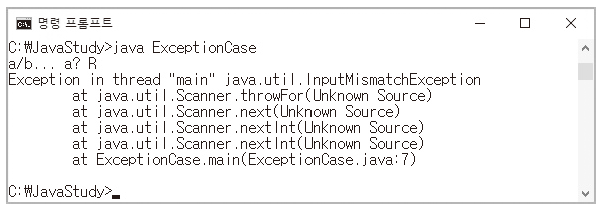 명령 프롬프트
C:\JavaStudy>java ExceptionCase
a/b... a? R
Exception in thread "main" java.util.InputMismatchException
at java.util.Scanner.throwFor(Unknown Source)
at java.util.Scanner.next(Unknown Source)
at java.util.Scanner.nextInt(Unknown Source)
at java.util.Scanner.nextInt(Unknown Source)
at ExceptionCase.main(ExceptionCase.java:7)
C:\JavaStudy>